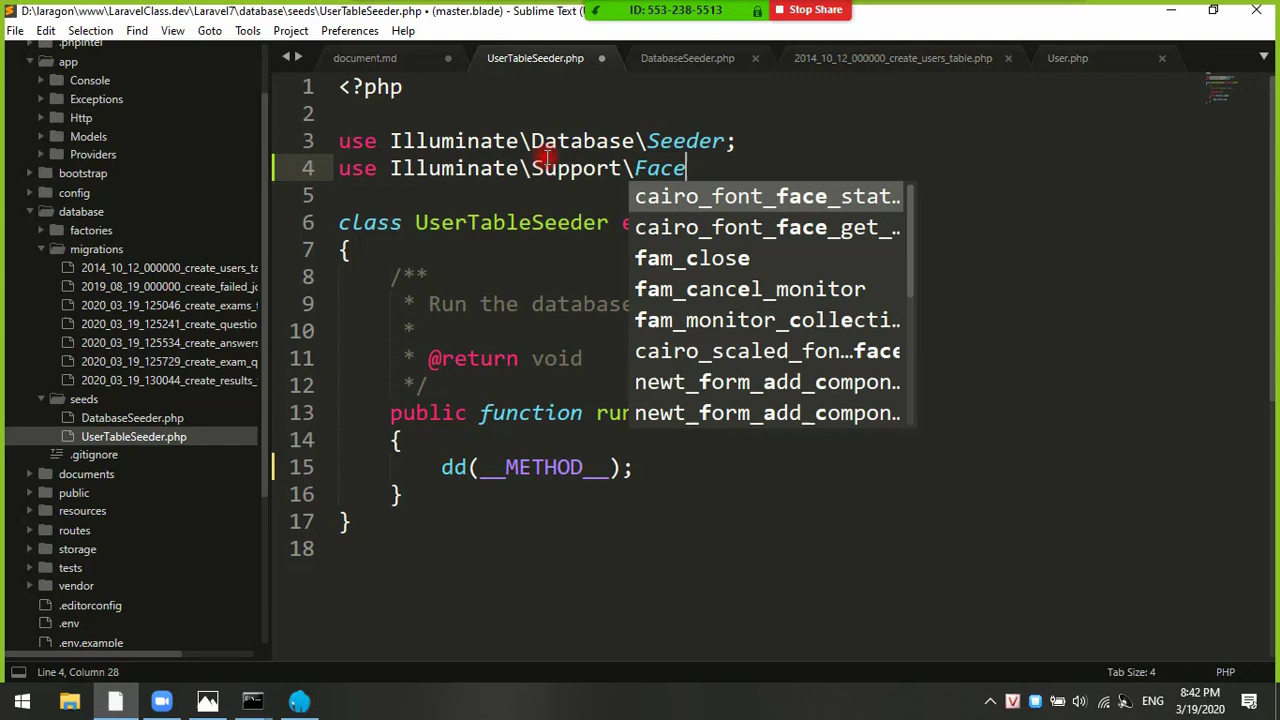 D:\laragon\www\LaravelClass.dev\Laravel7\database\seeds\UserTableSeeder.php • (master.blade) - Sublime Text (
ID: 553-238-5513
Stop Share
File Edit Selection Find View Goto Tools Project Preferences Help
document.md
UserTableSeeder.php
DatabaseSeeder.php
2014_10_12_000000_create_users_table.php
User.php
.phpintel
app
Console
Exceptions
Http
Models
Providers
bootstrap
config
database
factories
migrations
2014_10_12_000000_create_users_ta
2019_08_19_000000_create_failed_jo
2020_03_19_125046_create_exams_t
2020_03_19_125241_create_questio
2020_03_19_125534_create_answers
2020_03_19_125729_create_exam_q
2020_03_19_130044_create_results_
seeds
DatabaseSeeder.php
UserTableSeeder.php
.gitignore
documents
public
resources
routes
storage
tests
vendor
.editorconfig
.env
.env.example
1 <?php
2
3 use Illuminate\Database\Seeder;
4 use Illuminate\Support\Face
5
6 class UserTableSeeder e
7 {
8 /**
9 * Run the database
10 *
11 * @return void
12 */
13 public function run
14 {
15 dd(__METHOD__);
16 }
17 }
18
cairo_font_face_stat…
cairo_font_face_get_…
fam_close
fam_cancel_monitor
fam_monitor_collecti…
cairo_scaled_fon…face
newt_form_add_compon…
newt_form_add_compon…
Line 4, Column 28
Tab Size: 4
PHP
ENG
8:42 PM
3/19/2020